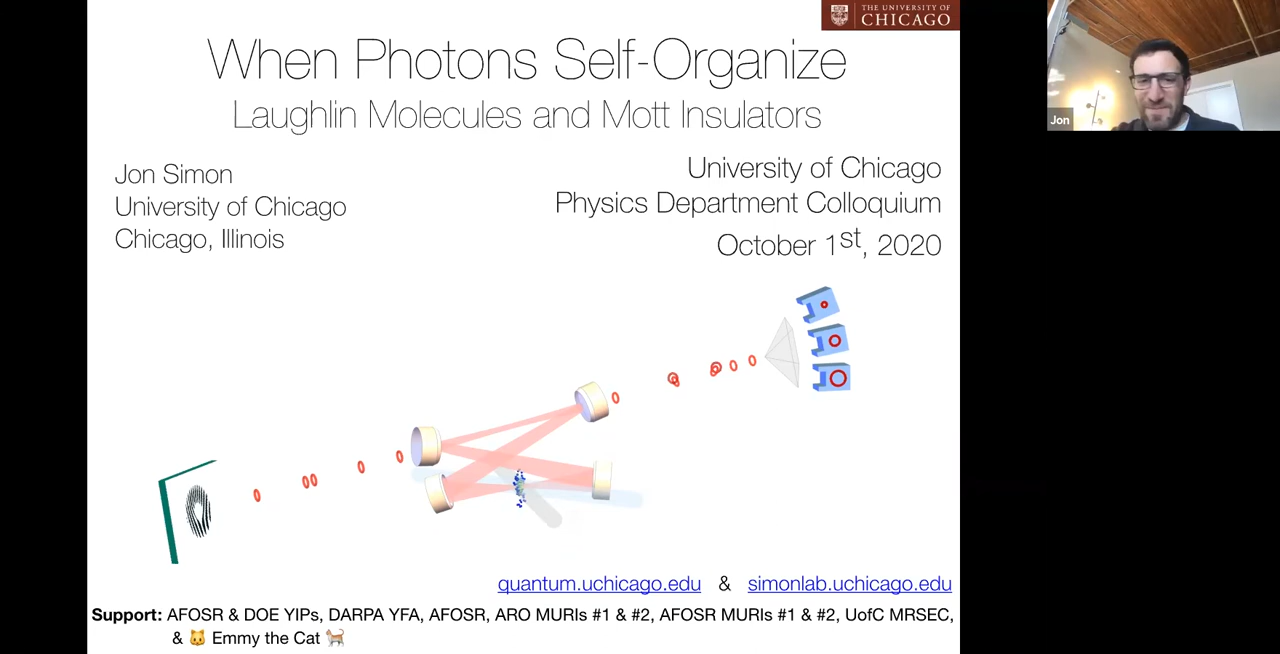 THE UNIVERSITY OF
CHICAGO
When Photons Self-Organize
Laughlin Molecules and Mott Insulators
Jon Simon
University of Chicago
Chicago, Illinois
University of Chicago
Physics Department Colloquium
October 1st, 2020
quantum.uchicago.edu & simonlab.uchicago.edu
Support: AFOSR & DOE YIPs, DARPA YFA, AFOSR, ARO MURIs #1 & #2, AFOSR MURIs #1 & #2, UofC MRSEC,
& 🐱 Emmy the Cat 🐈
Jon